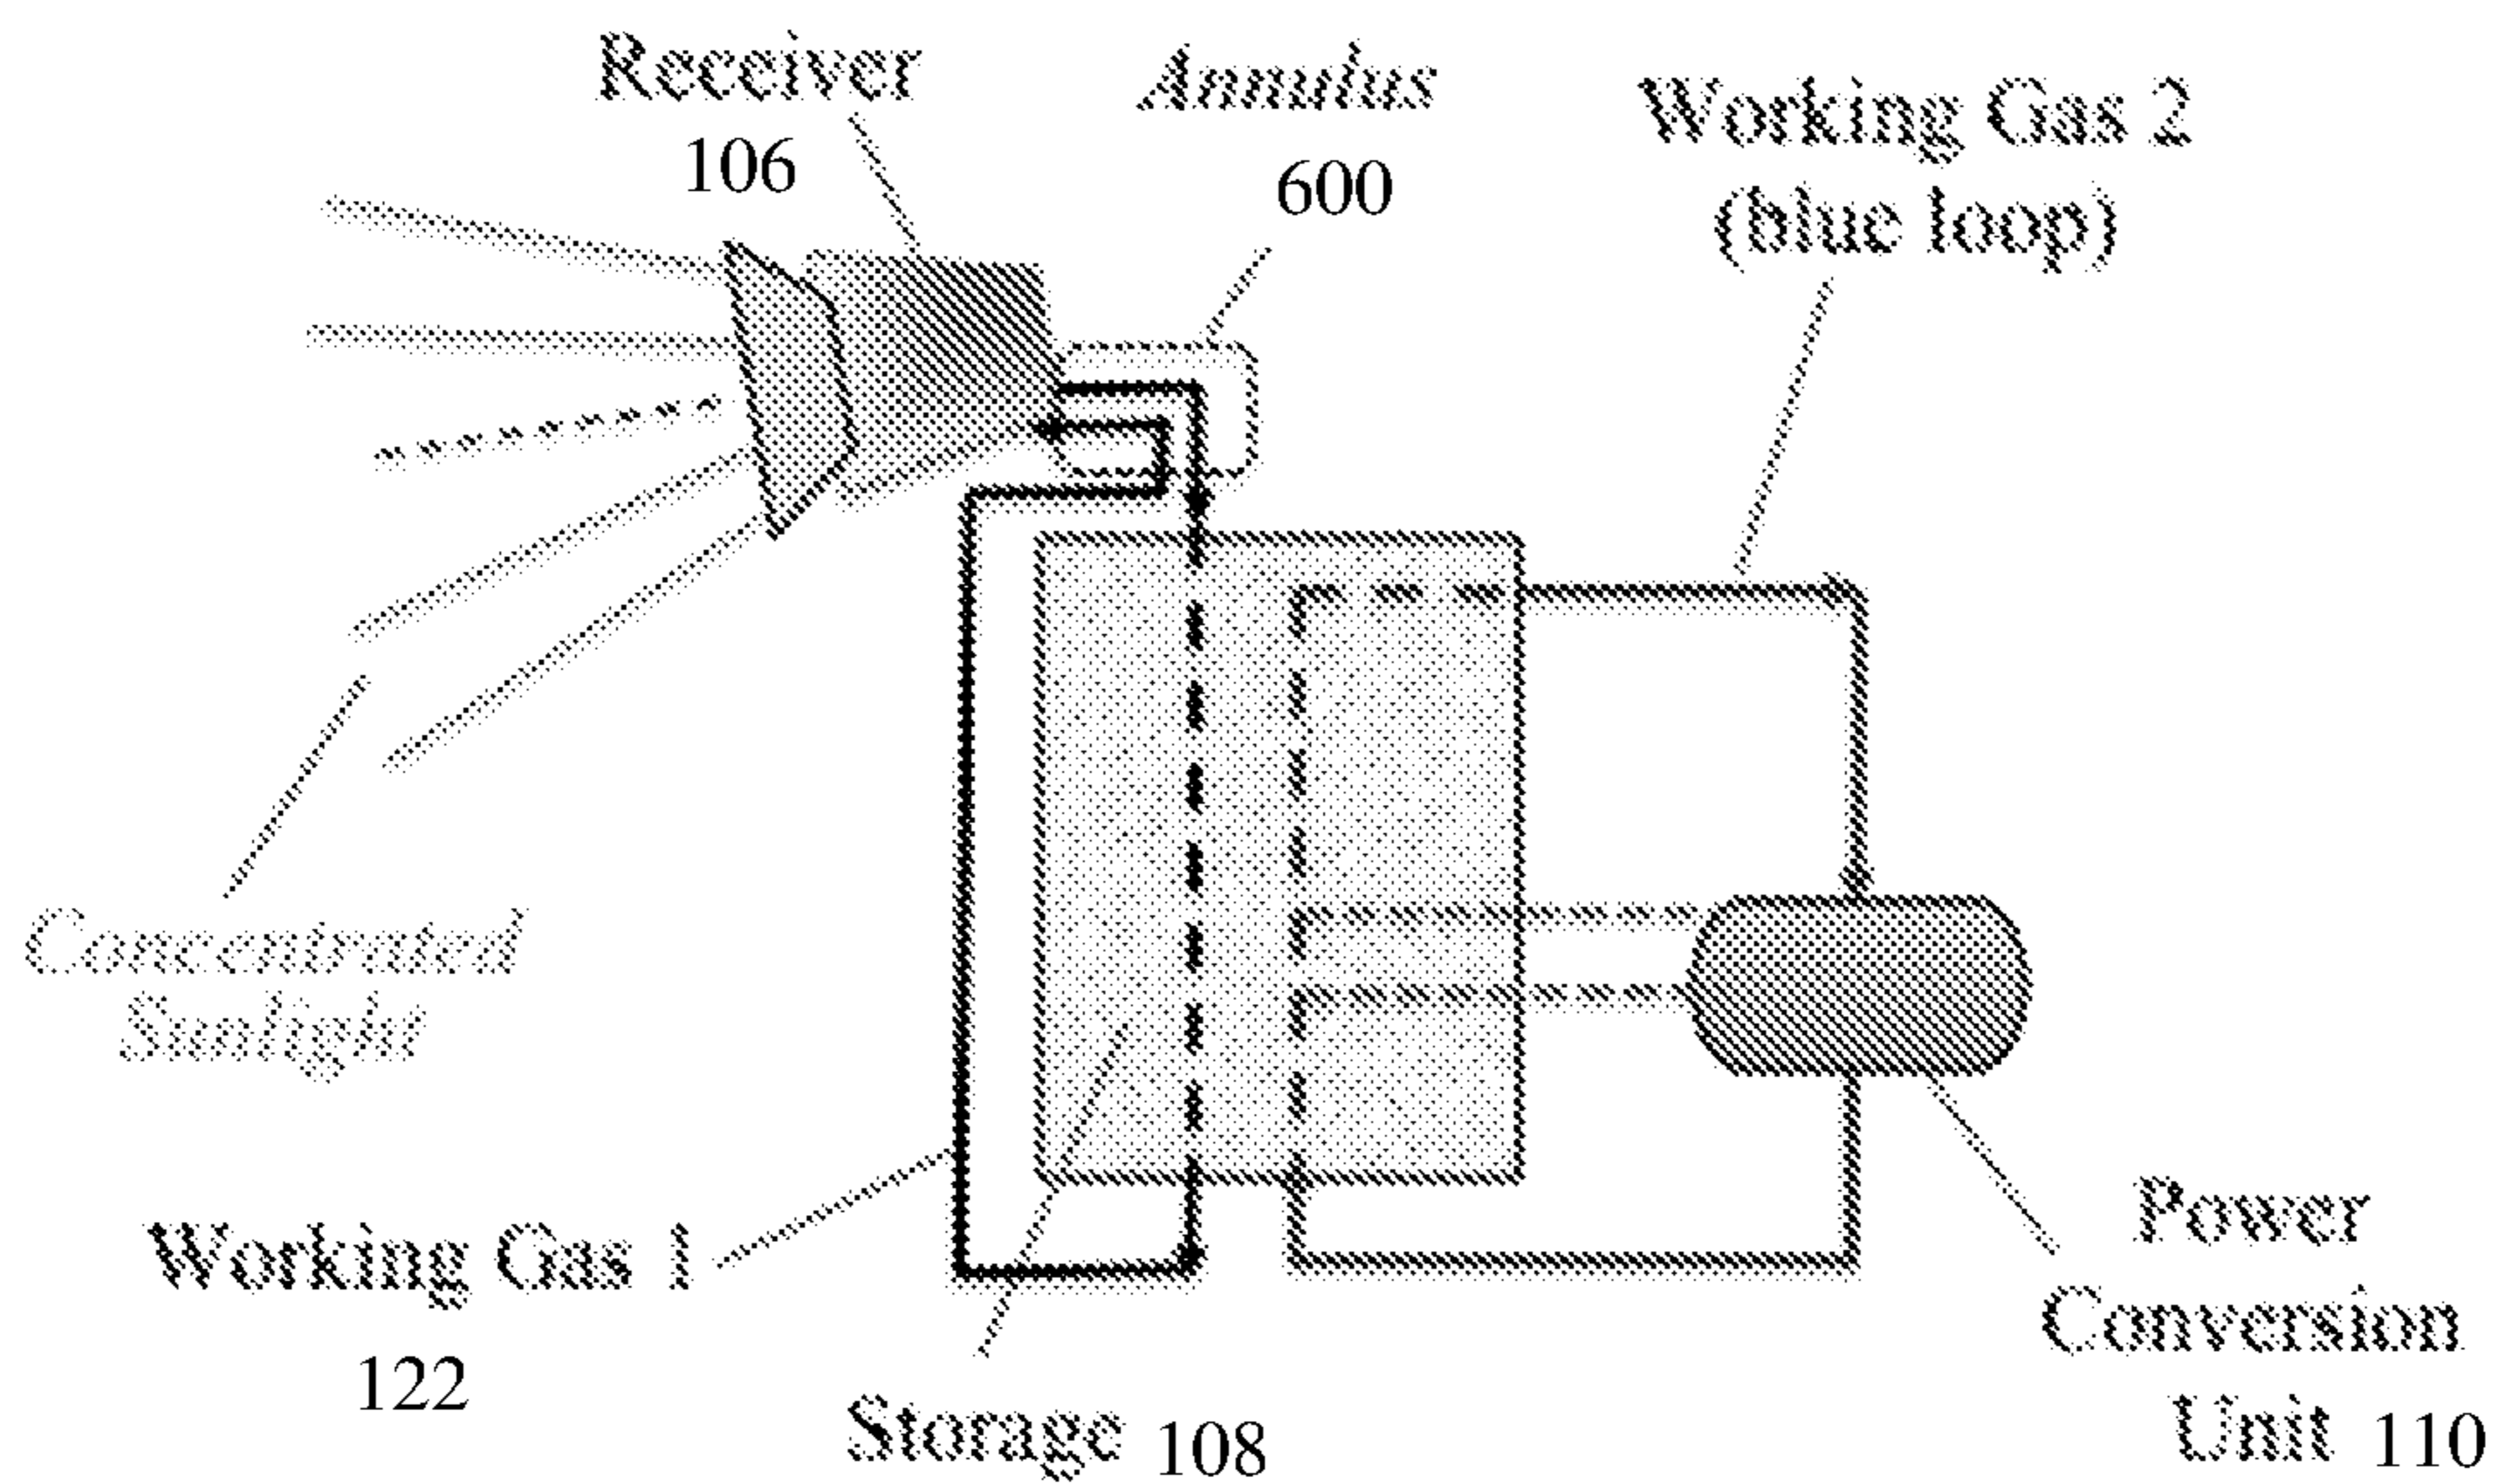 Receiver
106
Annulus
600
Working Gas 2
(blue loop)
Concentrated
Sunlight
Working Gas 1
122
Storage 108
Power
Conversion
Unit 110